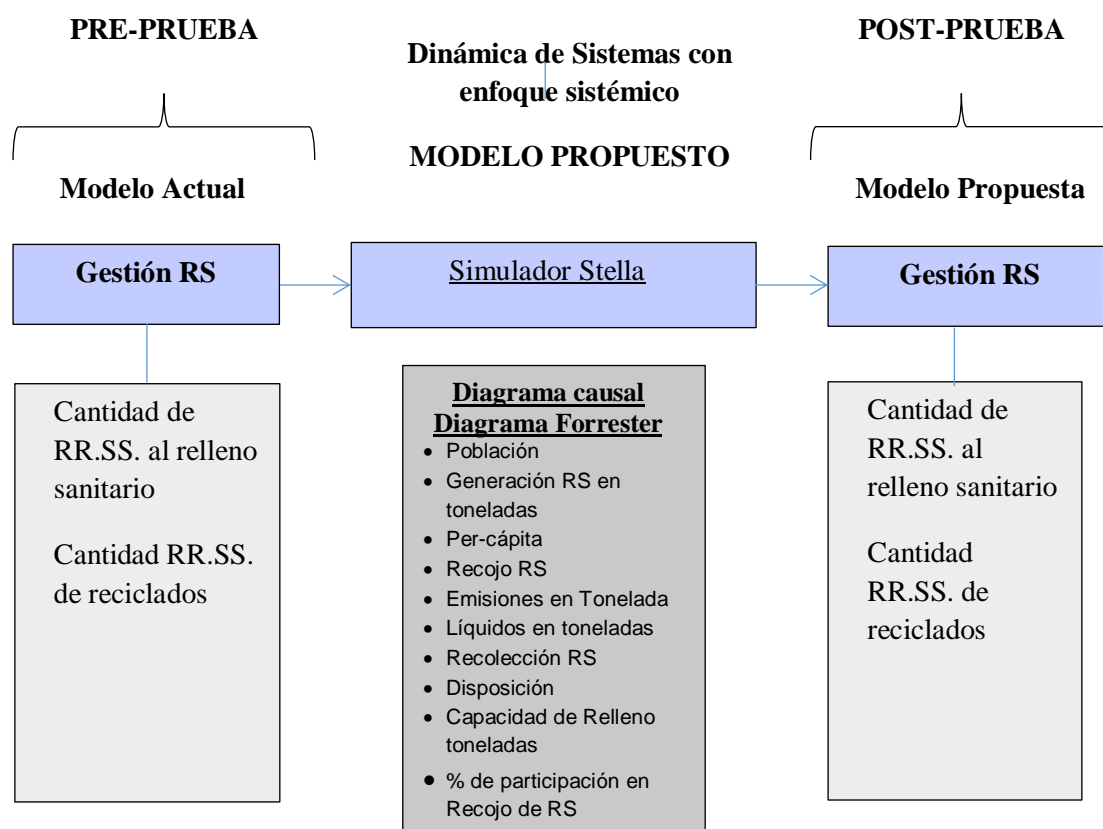 PRE-PRUEBA
Modelo Actual
Gestión RS
Cantidad de
RR.SS. al relleno
sanitario
Cantidad RR.SS.
de reciclados
Dinámica de Sistemas con
enfoque sistémico
MODELO PROPUESTO
Simulador Stella
Diagrama causal
Diagrama Forrester
• Población
• Generación RS en
toneladas
• Per-cápita
• Recojo RS
• Emisiones en Tonelada
• Líquidos en toneladas
• Recolección RS
• Disposición
• Capacidad de Relleno
toneladas
• % de participación en
Recojo de RS
POST-PRUEBA
Modelo Propuesta
Gestión RS
Cantidad de
RR.SS. al
relleno sanitario
Cantidad
RR.SS. de
reciclados